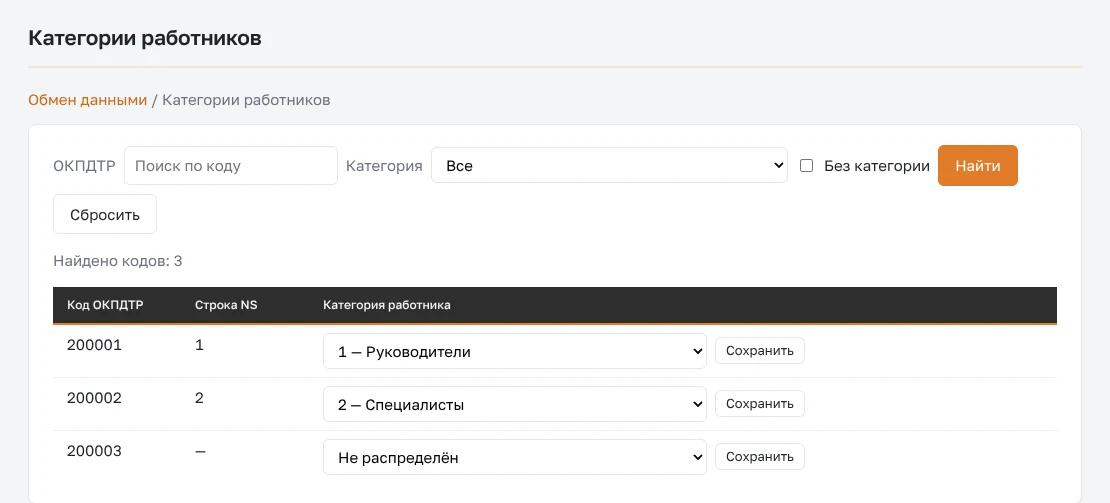 Категории работников
Обмен данными / Категории работников
ОКПДТР Поиск по коду Категория Все Без категории Найти
Сбросить
Найдено кодов: 3
Код ОКПДТР Строка NS Категория работника
200001 1 1 — Руководители Сохранить
200002 2 2 — Специалисты Сохранить
200003 — Не распределён Сохранить